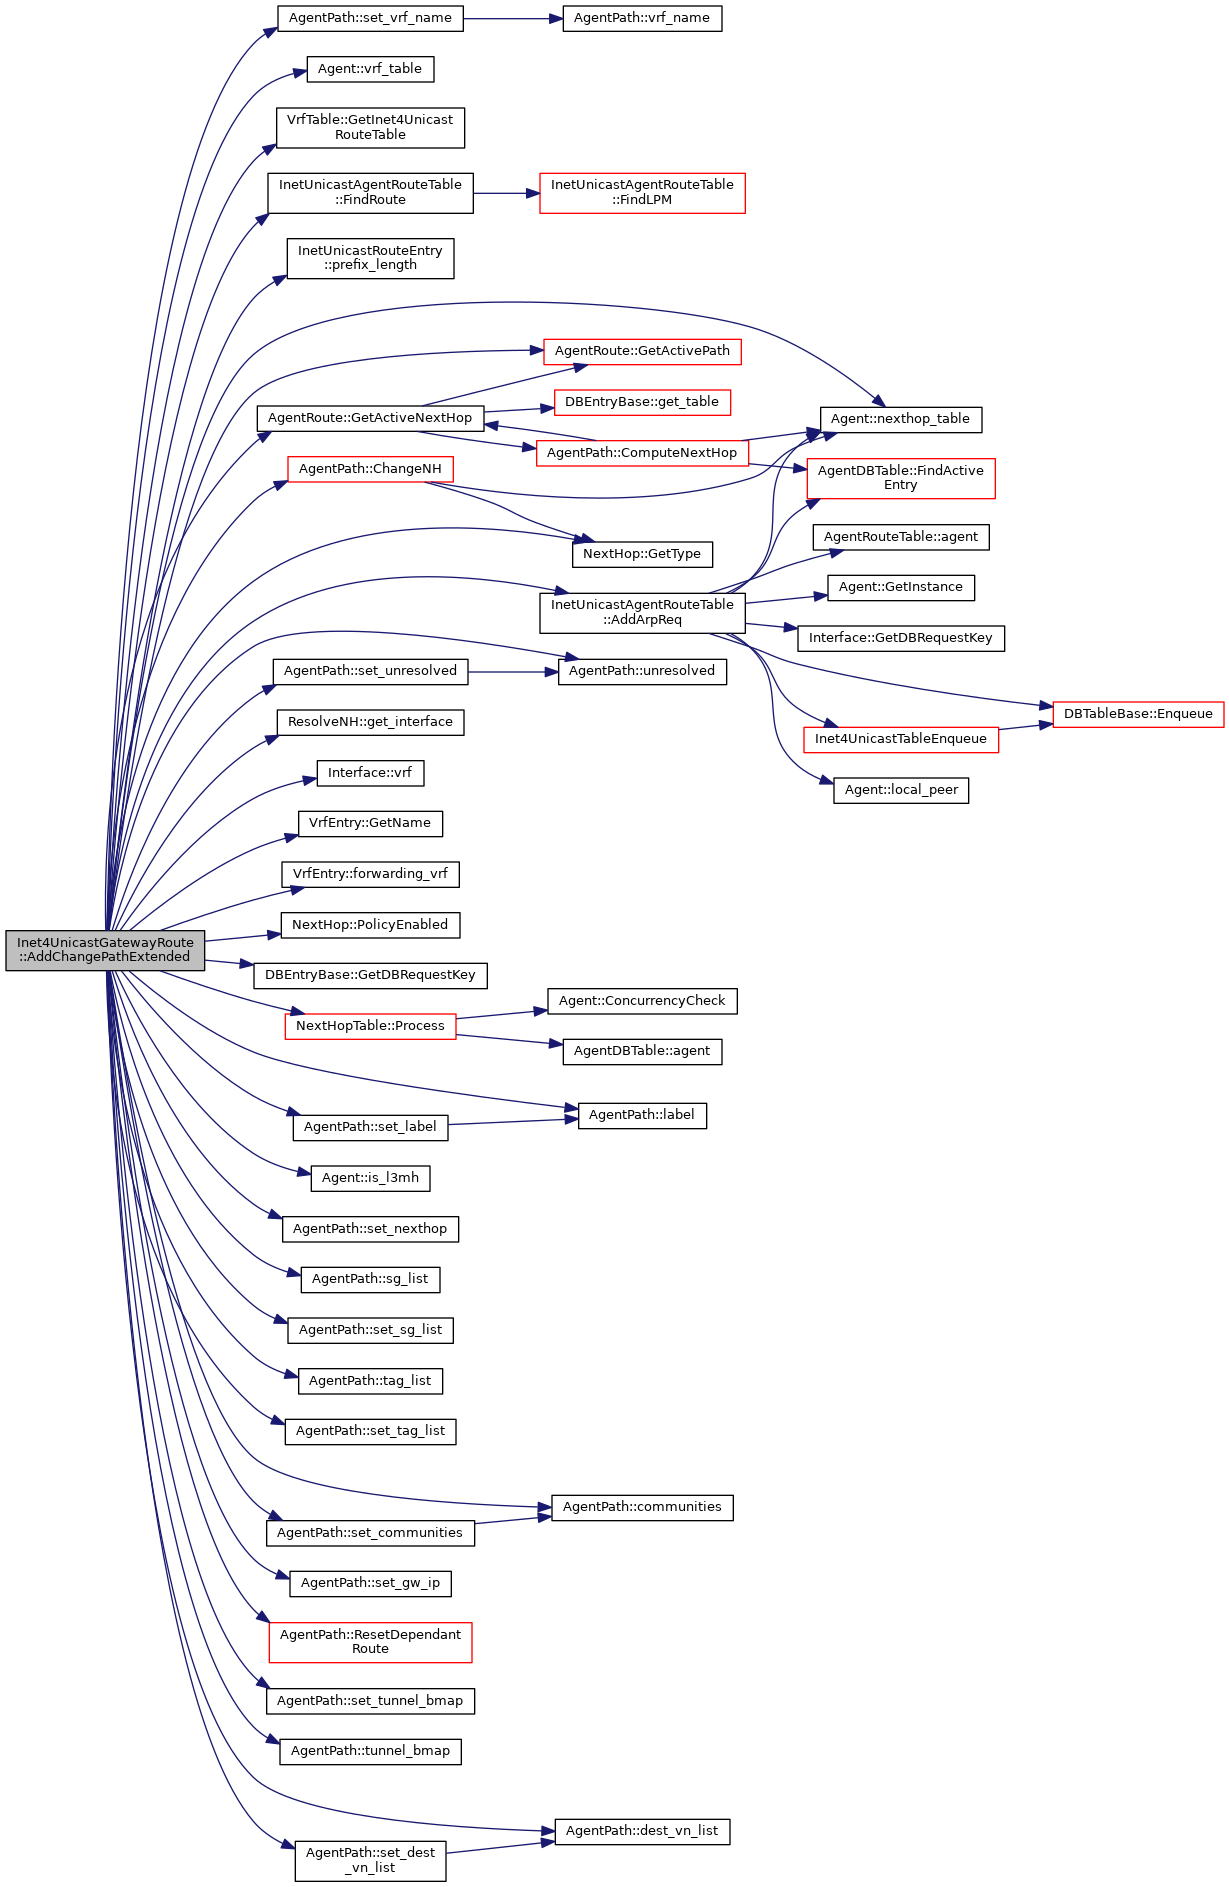 AgentPath::set_vrf_name
AgentPath::vrf_name
Agent::vrf_table
VrfTable::GetInet4Unicast
RouteTable
InetUnicastAgentRouteTable
::FindRoute
InetUnicastAgentRouteTable
::FindLPM
InetUnicastRouteEntry
::prefix_length
AgentRoute::GetActivePath
DBEntryBase::get_table
AgentRoute::GetActiveNextHop
Agent::nexthop_table
AgentPath::ComputeNextHop
AgentPath::ChangeNH
AgentDBTable::FindActive
Entry
AgentRouteTable::agent
NextHop::GetType
Agent::GetInstance
InetUnicastAgentRouteTable
::AddArpReq
Interface::GetDBRequestKey
AgentPath::set_unresolved
AgentPath::unresolved
DBTableBase::Enqueue
ResolveNH::get_interface
Inet4UnicastTableEnqueue
Interface::vrf
Agent::local_peer
VrfEntry::GetName
VrfEntry::forwarding_vrf
NextHop::PolicyEnabled
Inet4UnicastGatewayRoute
::AddChangePathExtended
DBEntryBase::GetDBRequestKey
Agent::ConcurrencyCheck
NextHopTable::Process
AgentDBTable::agent
AgentPath::label
AgentPath::set_label
Agent::is_l3mh
AgentPath::set_nexthop
AgentPath::sg_list
AgentPath::set_sg_list
AgentPath::tag_list
AgentPath::set_tag_list
AgentPath::communities
AgentPath::set_communities
AgentPath::set_gw_ip
AgentPath::ResetDependant
Route
AgentPath::set_tunnel_bmap
AgentPath::tunnel_bmap
AgentPath::dest_vn_list
AgentPath::set_dest
_vn_list